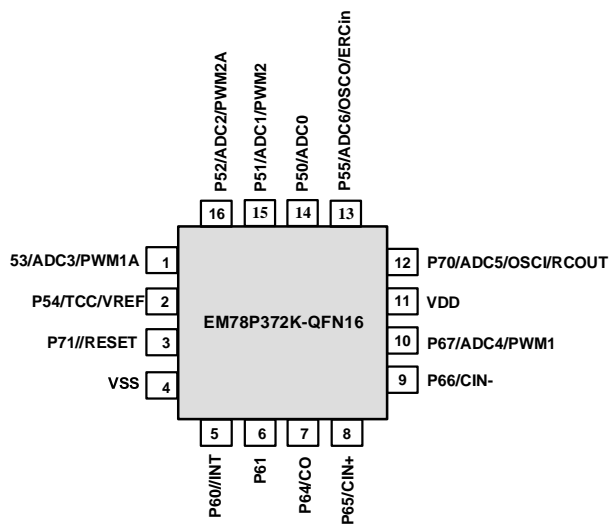 P52/ADC2/PWM2A
P51/ADC1/PWM2
P50/ADC0
P55/ADC6/OSCO/ERCin
16
15
14
13
53/ADC3/PWM1A
1
12
P70/ADC5/OSCI/RCOUT
P54/TCC/VREF
2
11
VDD
EM78P372K-QFN16
P71//RESET
3
10
P67/ADC4/PWM1
VSS
4
9
P66/CIN-
5
6
7
8
P60//INT
P61
P64/CO
P65/CIN+